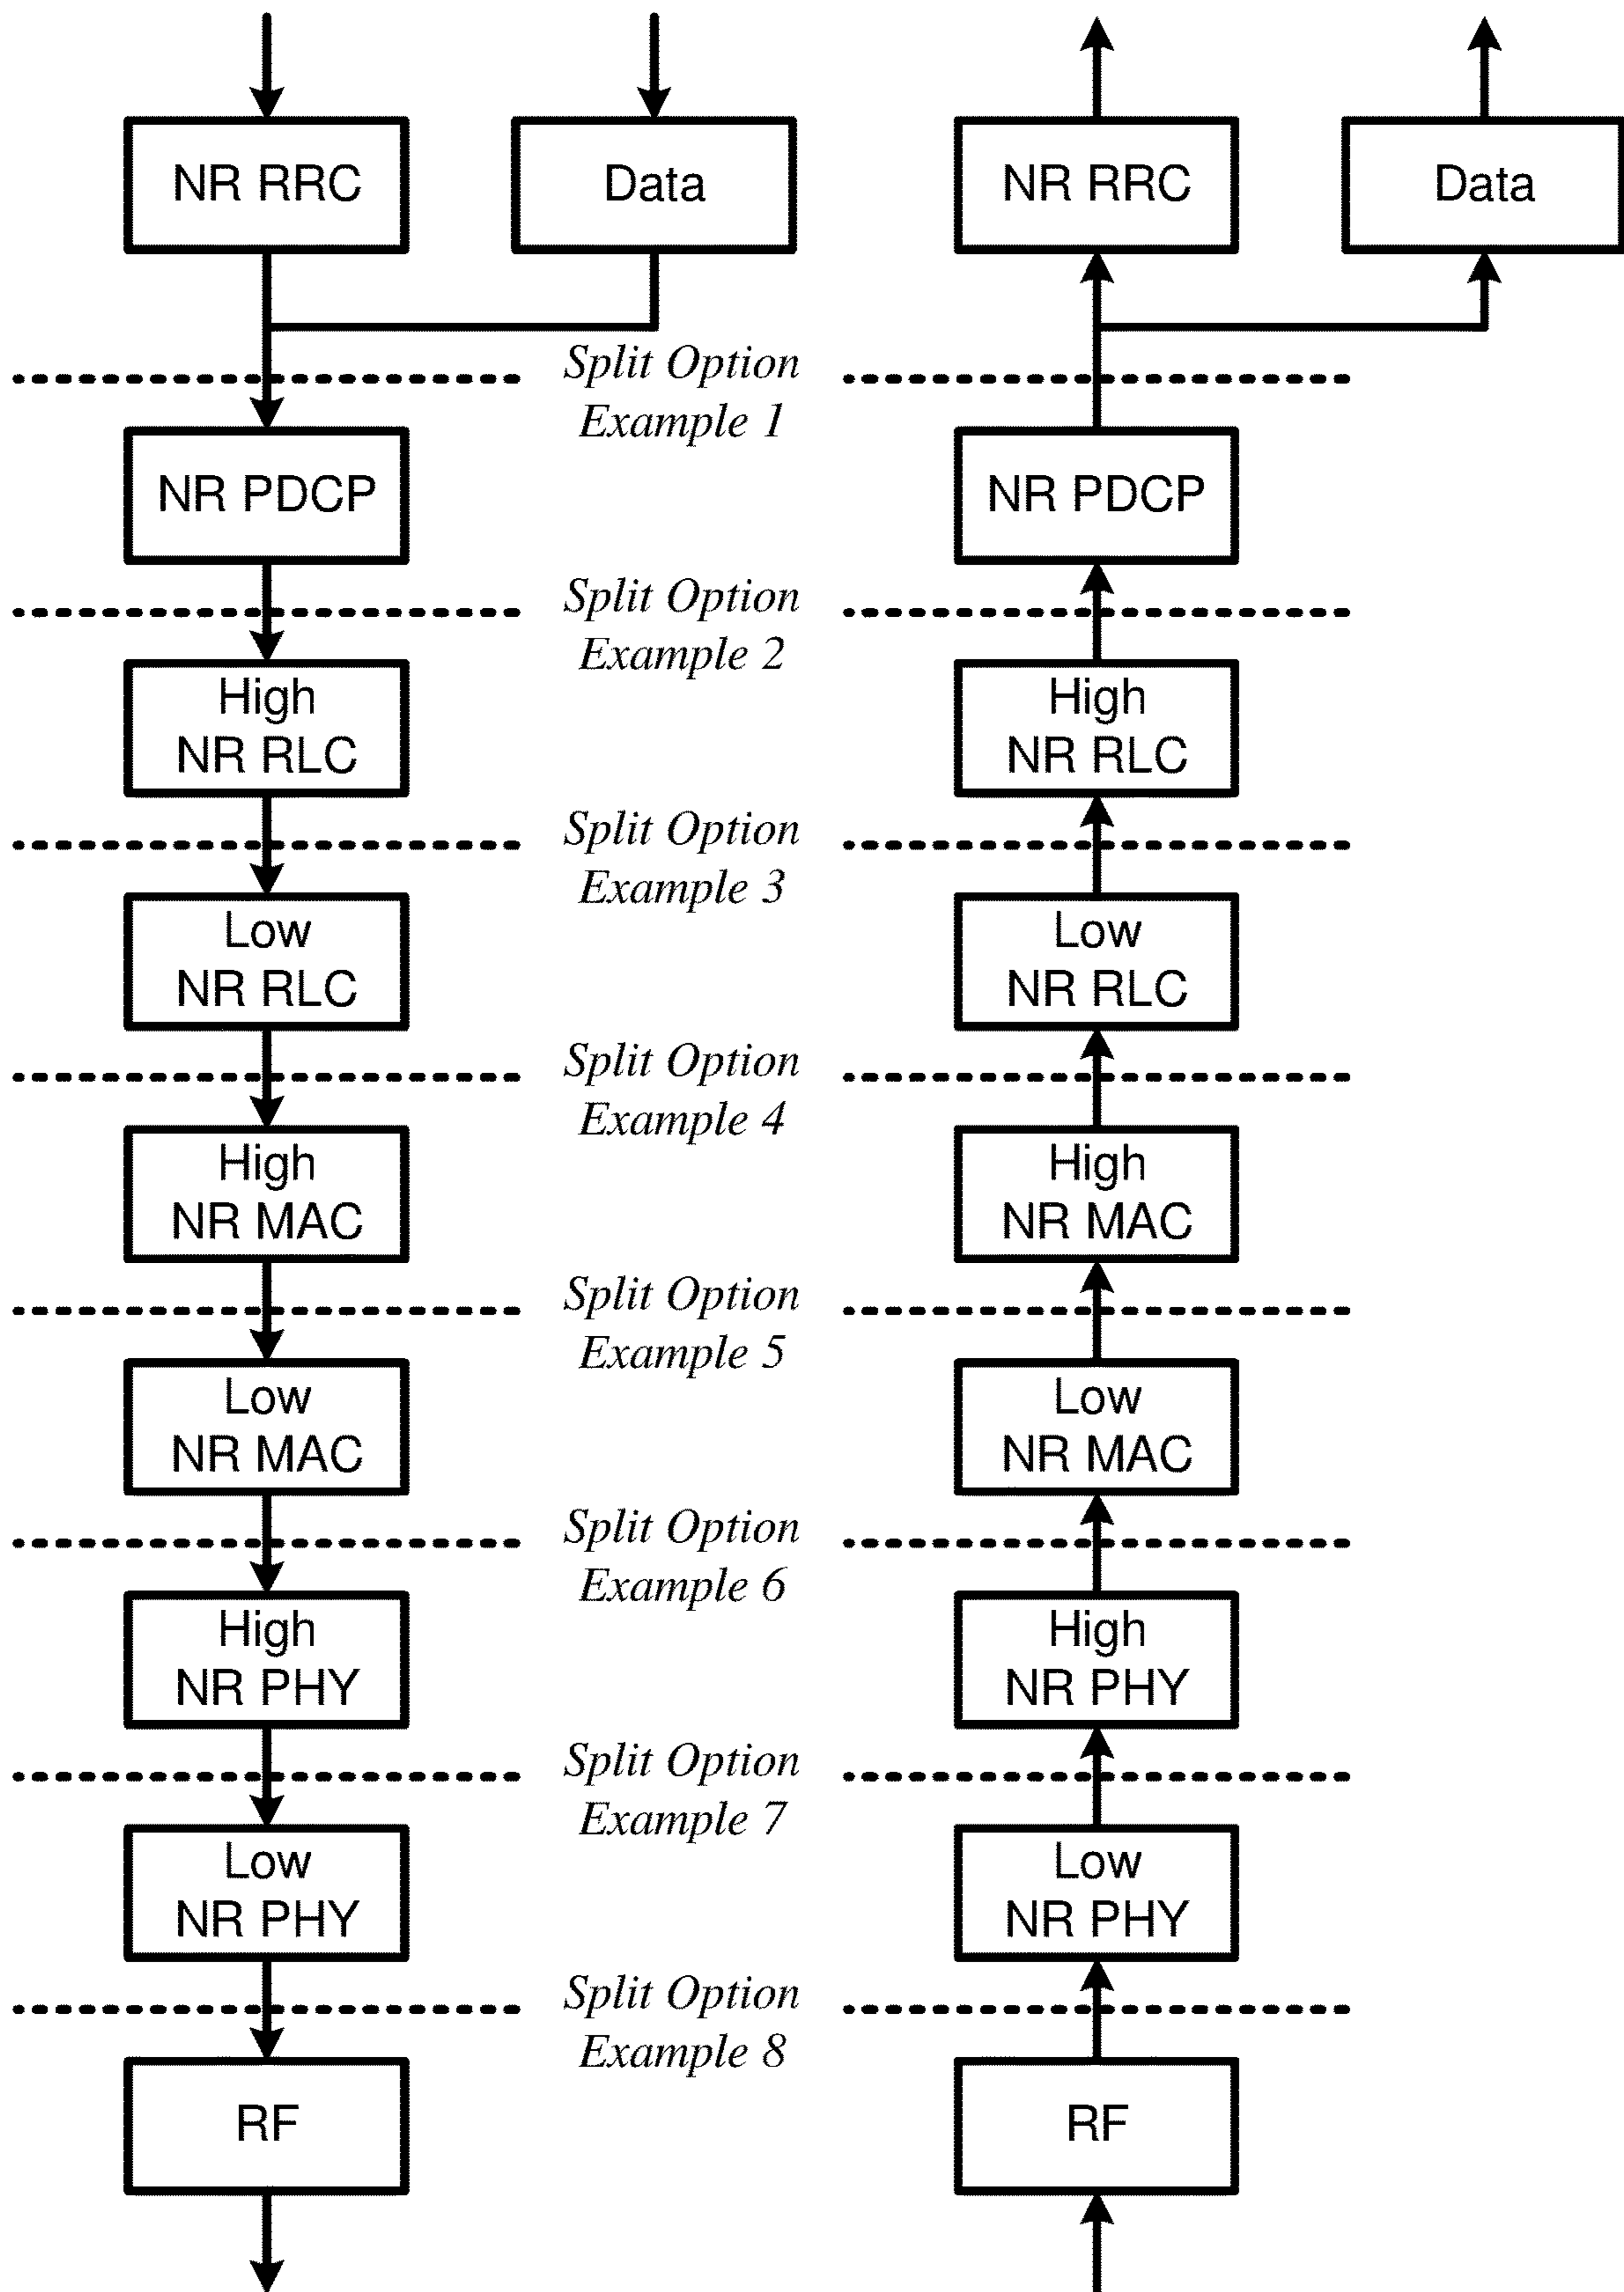 NR RRC
Data
NR RRC
Data
Split Option
Example 1
NR PDCP
NR PDCP
Split Option
Example 2
High
NR RLC
High
NR RLC
Split Option
Example 3
Low
NR RLC
Low
NR RLC
Split Option
Example 4
High
NR MAC
High
NR MAC
Split Option
Example 5
Low
NR MAC
Low
NR MAC
Split Option
Example 6
High
NR PHY
High
NR PHY
Split Option
Example 7
Low
NR PHY
Low
NR PHY
Split Option
Example 8
RF
RF